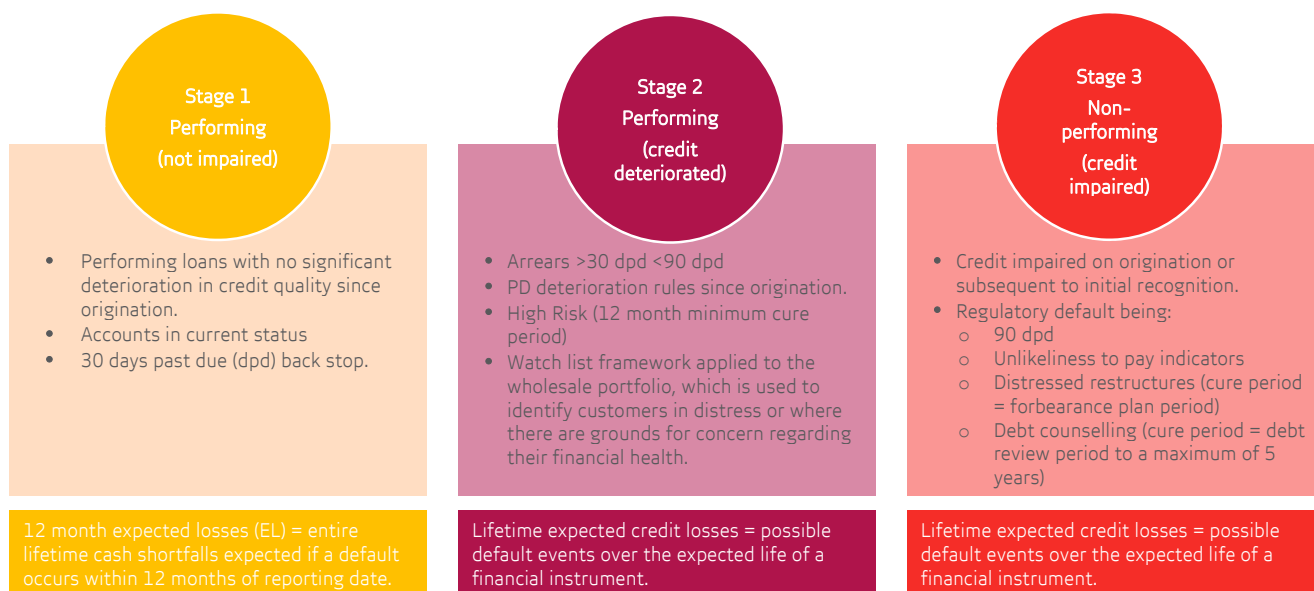 Stage 1
Performing
(not impaired)
• Performing loans with no significant
deterioration in credit quality since
origination.
• Accounts in current status
• 30 days past due (dpd) back stop.
12 month expected losses (EL) = entire
lifetime cash shortfalls expected if a default
occurs within 12 months of reporting date.
Stage 2
Performing
(credit
deteriorated)
• Arrears >30 dpd <90 dpd
• PD deterioration rules since origination.
• High Risk (12 month minimum cure
period)
• Watch list framework applied to the
wholesale portfolio, which is used to
identify customers in distress or where
there are grounds for concern regarding
their financial health.
Lifetime expected credit losses = possible
default events over the expected life of a
financial instrument.
Stage 3
Non-
performing
(credit
impaired)
• Credit impaired on origination or
subsequent to initial recognition.
• Regulatory default being:
o 90 dpd
o Unlikeliness to pay indicators
o Distressed restructures (cure period
= forbearance plan period)
o Debt counselling (cure period = debt
review period to a maximum of 5
years)
Lifetime expected credit losses = possible
default events over the expected life of a
financial instrument.